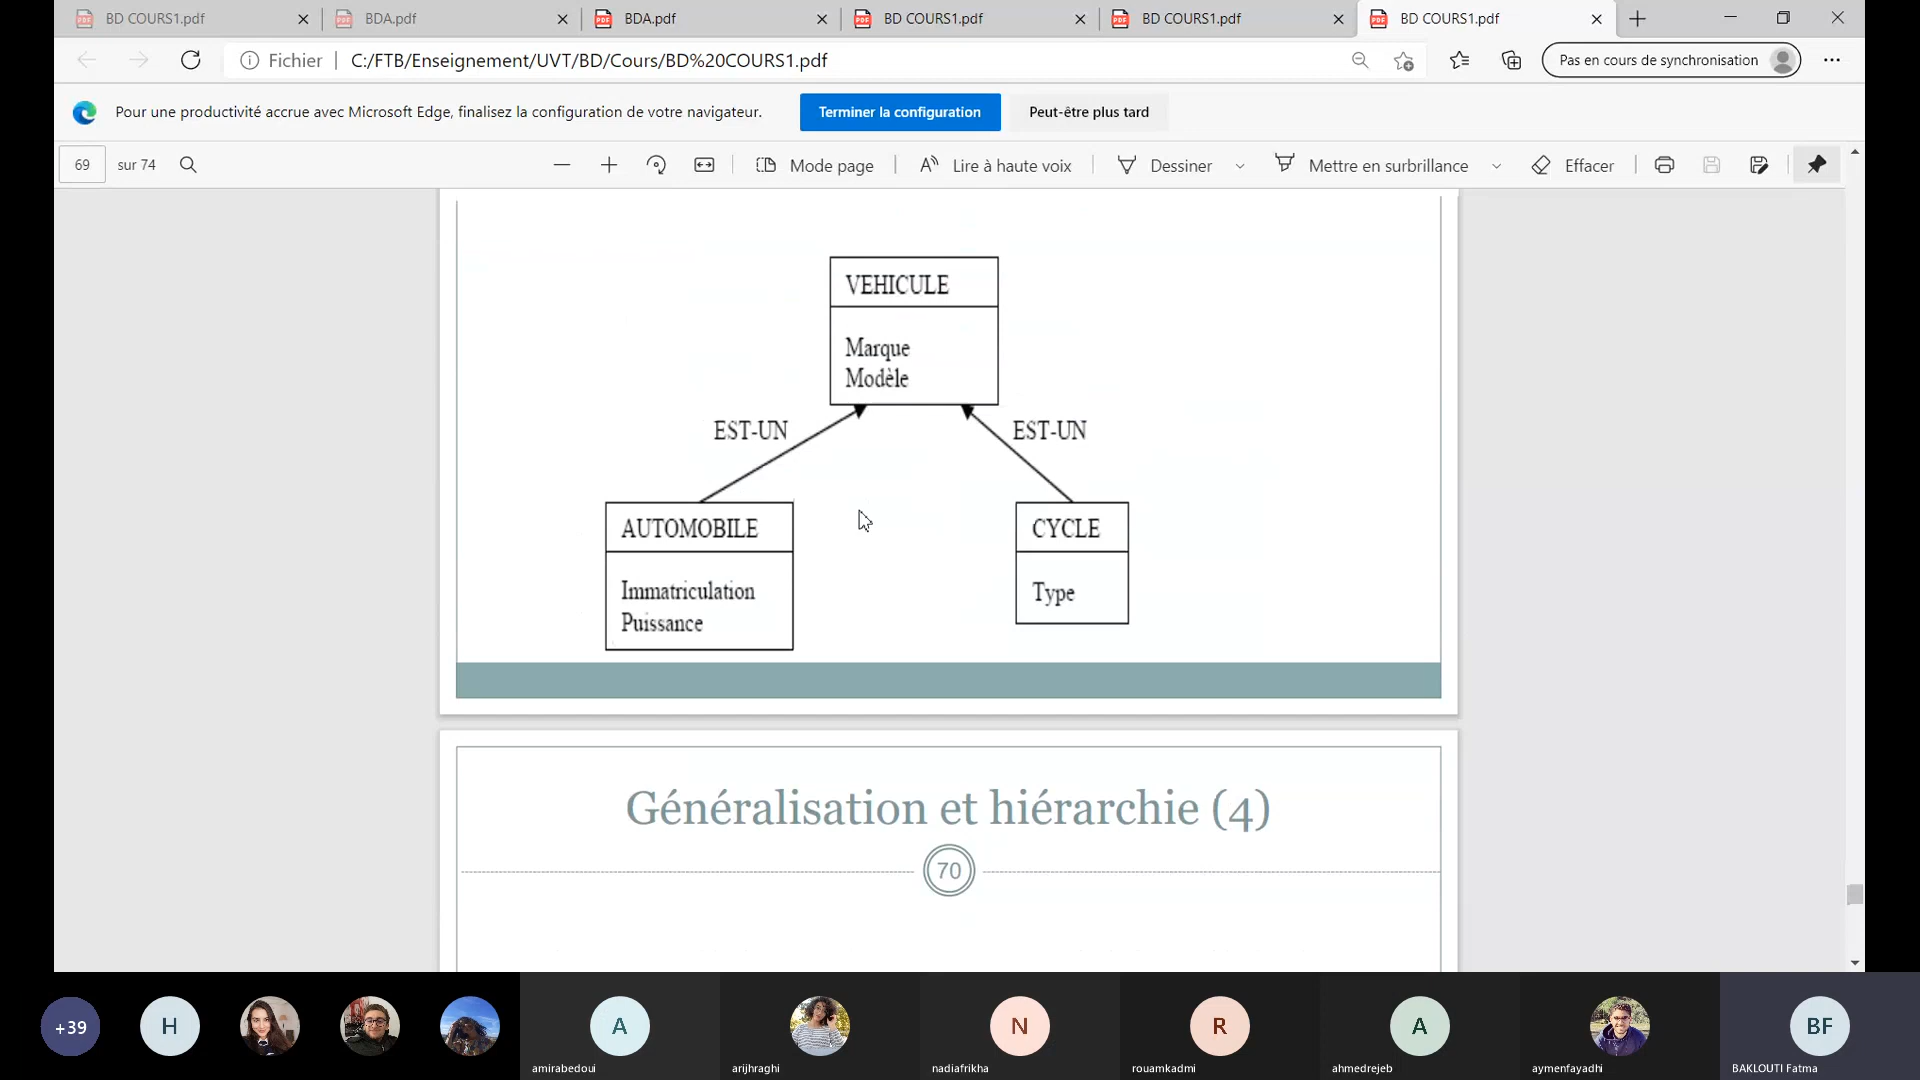 BD COURS1.pdf
BDA.pdf
BDA.pdf
BD COURS1.pdf
BD COURS1.pdf
BD COURS1.pdf
Fichier
C:/FTB/Enseignement/UVT/BD/Cours/BD%20COURS1.pdf
Pas en cours de synchronisation
Pour une productivité accrue avec Microsoft Edge, finalisez la configuration de votre navigateur.
Terminer la configuration
Peut-être plus tard
69
sur 74
Mode page
Lire à haute voix
Dessiner
Mettre en surbrillance
Effacer
VEHICULE
Marque
Modèle
EST-UN
EST-UN
AUTOMOBILE
Immatriculation
Puissance
CYCLE
Type
Généralisation et hiérarchie (4)
70
+39
H
A
N
R
A
BF
amirabedoui
arijhraghi
nadiafrikha
rouamkadmi
ahmedrejeb
aymenfayadhi
BAKLOUTI Fatma